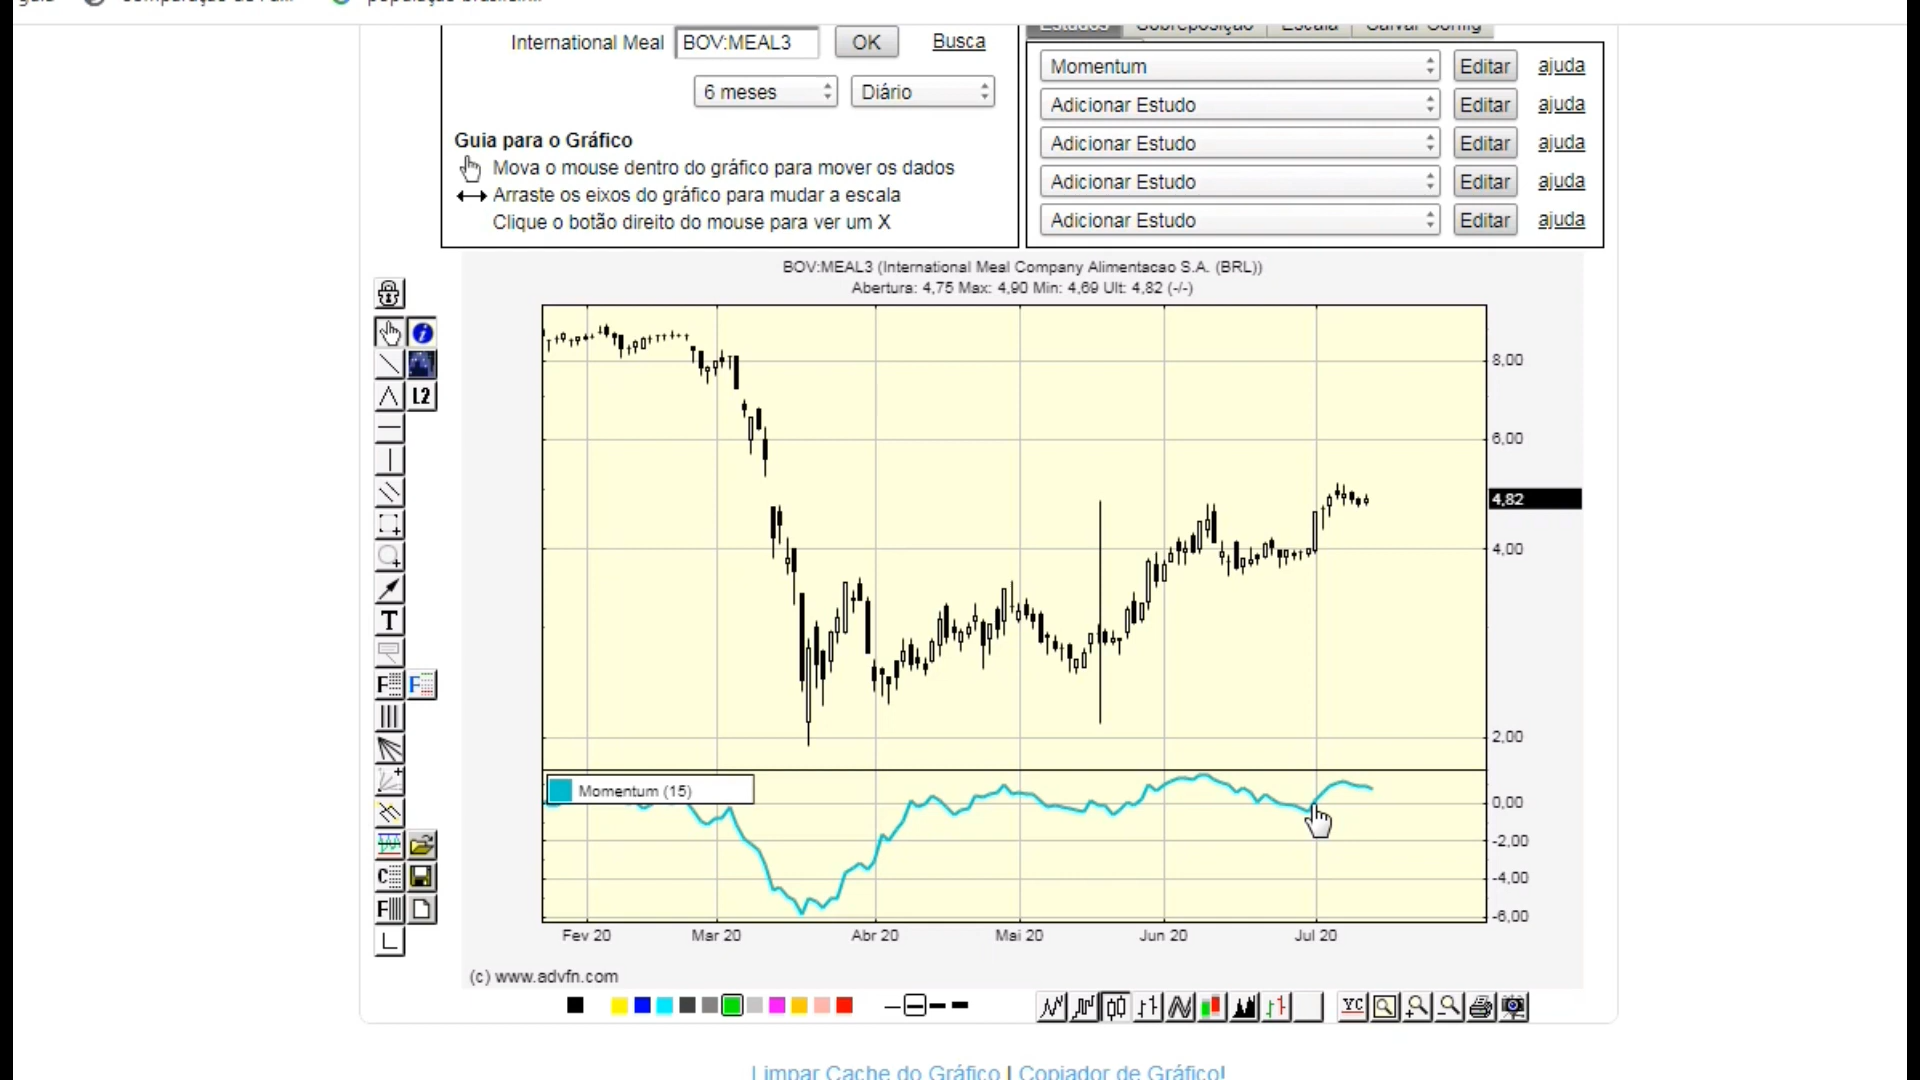 International Meal BOV:MEAL3 OK Busca
6 meses Diário
Guia para o Gráfico
Mova o mouse dentro do gráfico para mover os dados
Arraste os eixos do gráfico para mudar a escala
Clique o botão direito do mouse para ver um X
Estudos Sobreposição Escala Salvar Config
Momentum Editar ajuda
Adicionar Estudo Editar ajuda
Adicionar Estudo Editar ajuda
Adicionar Estudo Editar ajuda
Adicionar Estudo Editar ajuda
BOV:MEAL3 (International Meal Company Alimentacao S.A. (BRL))
Abertura: 4,75 Max: 4,90 Min: 4,69 Ult: 4,82 (-/-)
8,00
6,00
4,82
4,00
2,00
Momentum (15)
0,00
-2,00
-4,00
-6,00
Fev 20 Mar 20 Abr 20 Mai 20 Jun 20 Jul 20
(c) www.advfn.com
L2
T
F
F
C
F
YC
Limpar Cache do Gráfico | Copiador de Gráfico!